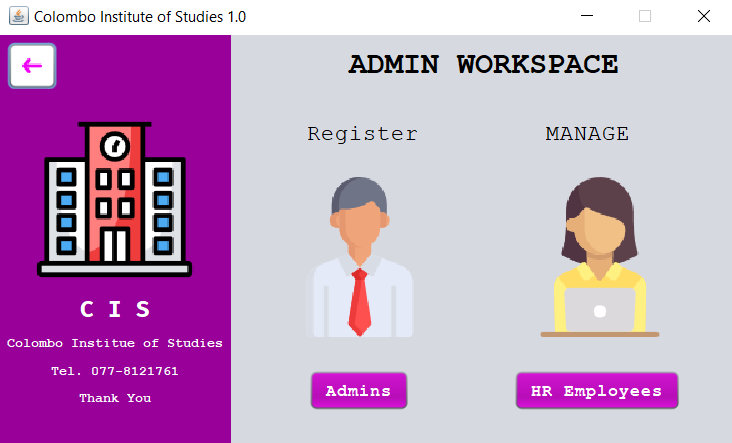 Colombo Institute of Studies 1.0
ADMIN WORKSPACE
Register
MANAGE
C I S
Colombo Institue of Studies
Tel. 077-8121761
Thank You
Admins
HR Employees